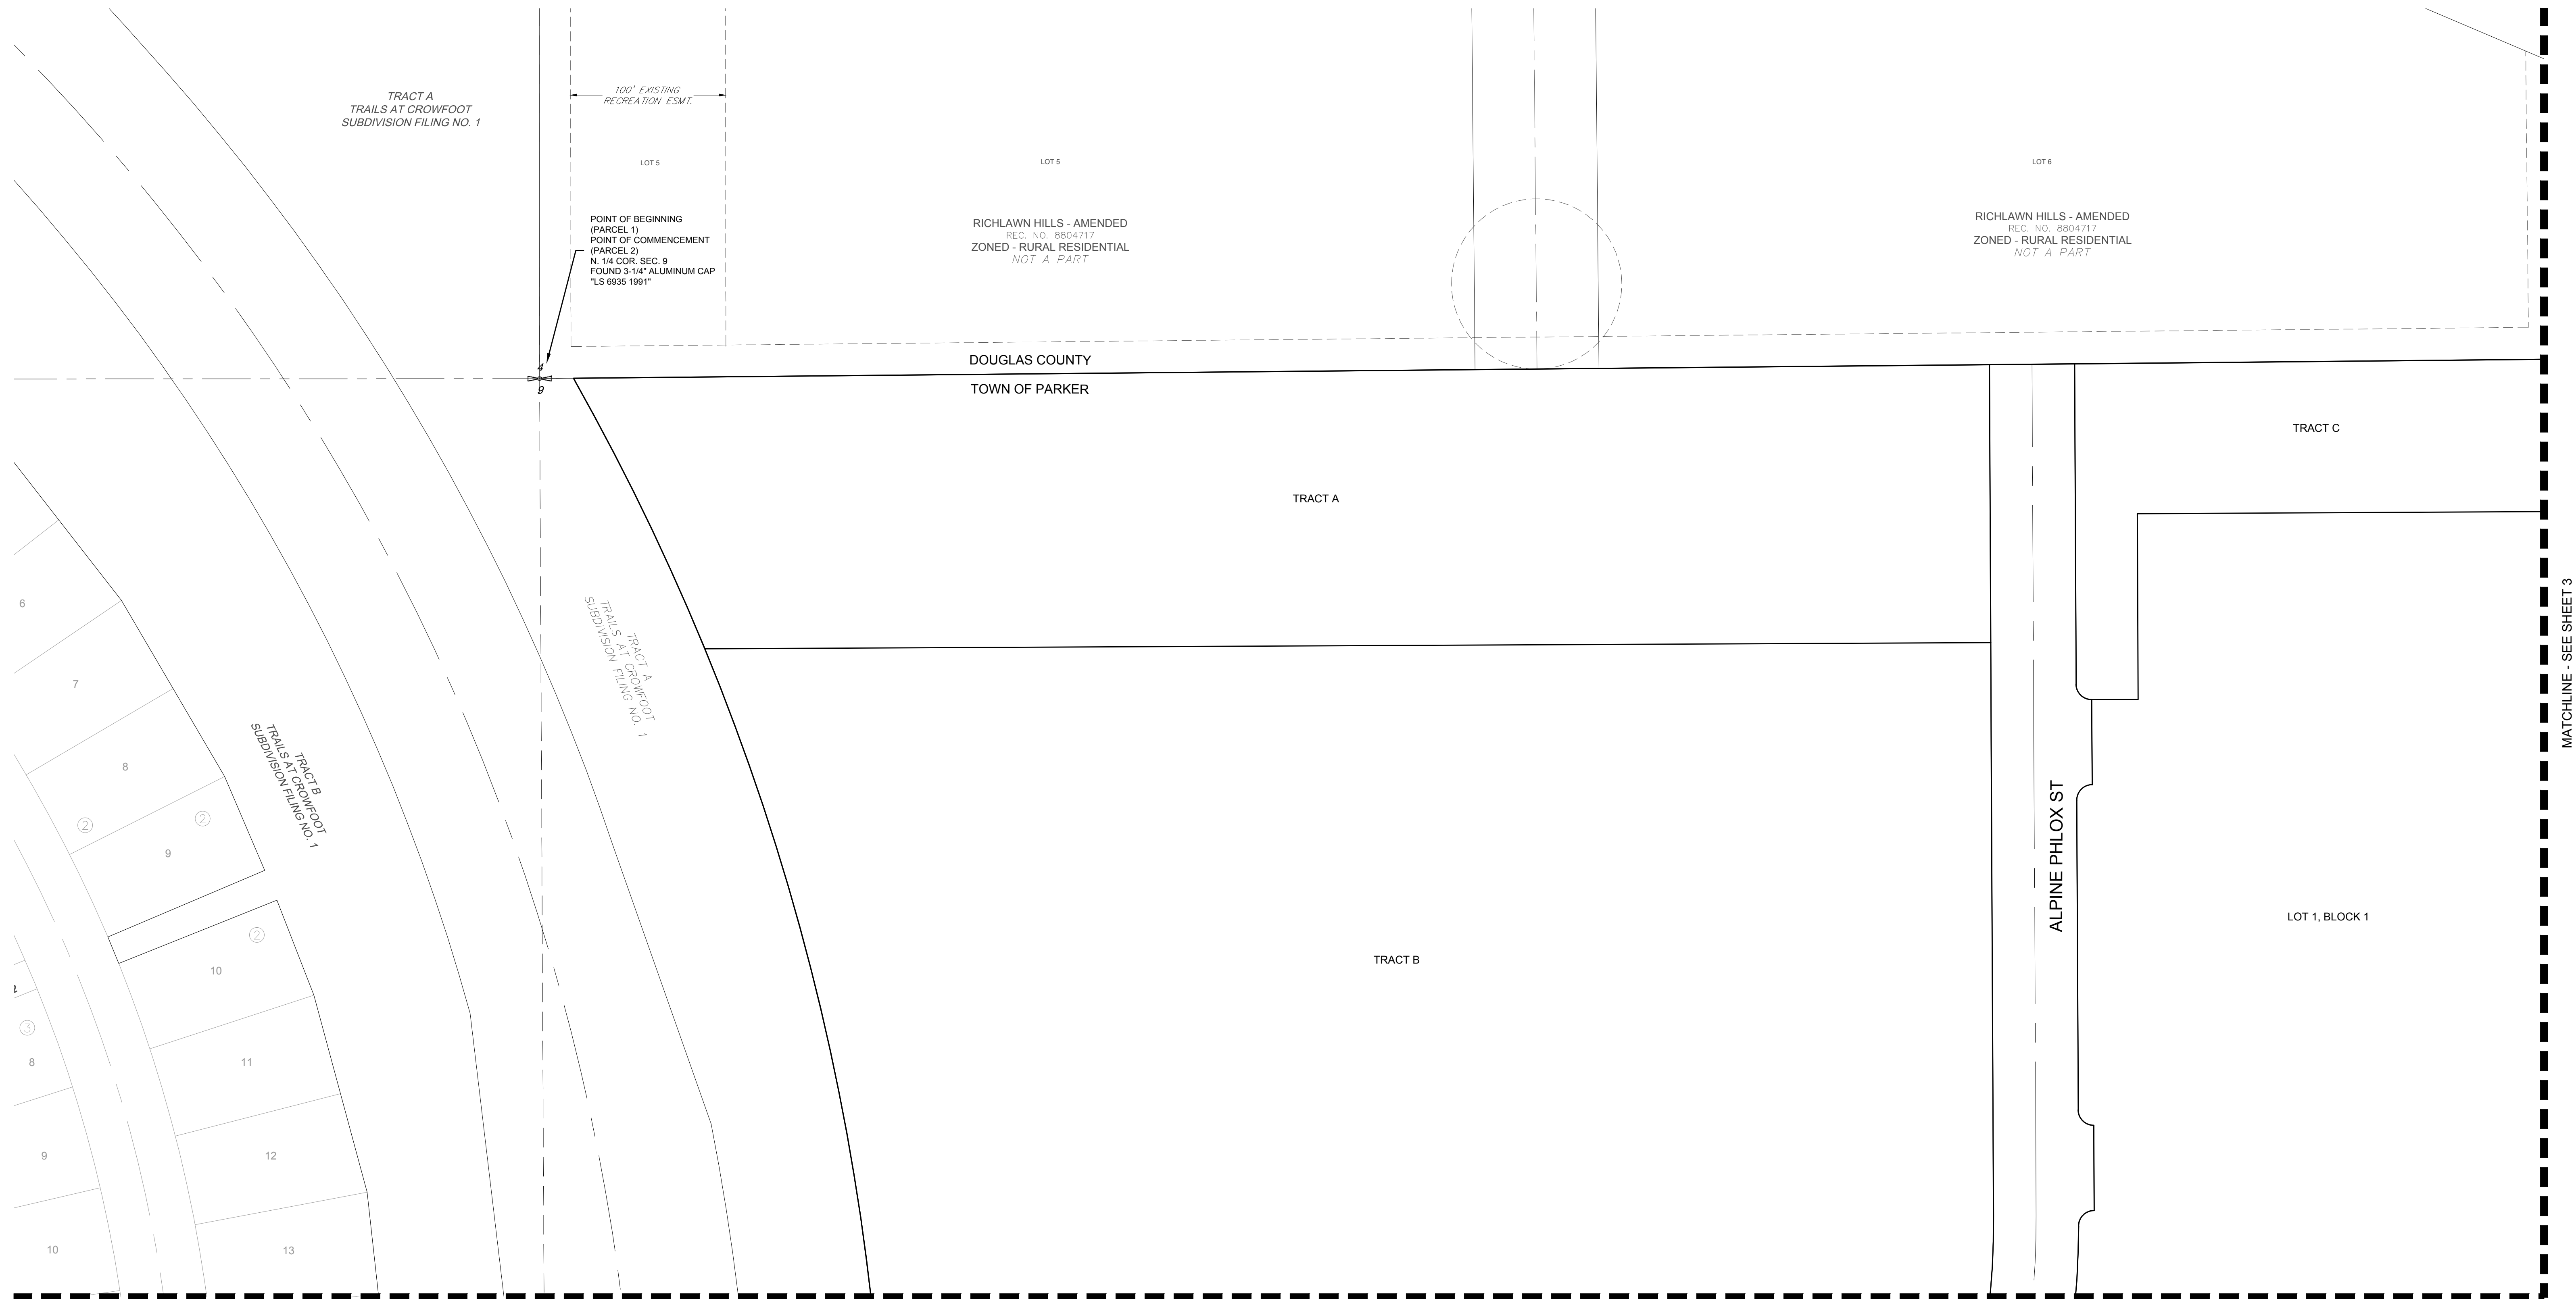 TRACT A
TRAILS AT CROWFOOT
SUBDIVISION FILING NO. 1
100' EXISTING
RECREATION ESMT.
LOT 5
LOT 5
LOT 6
POINT OF BEGINNING
(PARCEL 1)
POINT OF COMMENCEMENT
(PARCEL 2)
N. 1/4 COR. SEC. 9
FOUND 3-1/4" ALUMINUM CAP
"LS 6935 1991"
RICHLAWN HILLS - AMENDED
REC. NO. 8804717
ZONED - RURAL RESIDENTIAL
NOT A PART
RICHLAWN HILLS - AMENDED
REC. NO. 8804717
ZONED - RURAL RESIDENTIAL
NOT A PART
4
9
DOUGLAS COUNTY
TOWN OF PARKER
TRACT C
TRACT A
TRACT A
TRAILS AT CROWFOOT
SUBDIVISION FILING NO. 1
MATCHLINE - SEE SHEET 3
6
7
8
2
2
9
TRACT B
TRAILS AT CROWFOOT
SUBDIVISION FILING NO. 1
ALPINE PHLOX ST
LOT 1, BLOCK 1
TRACT B
2
10
3
8
11
9
12
10
13